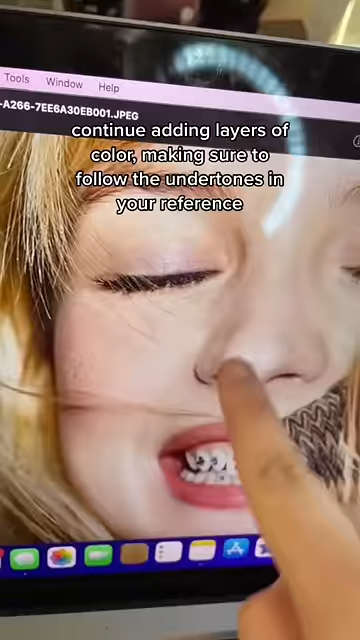 Tools Window Help
-A266-7EE6A30EB001.JPEG
continue adding layers of
color, making sure to
follow the undertones in
your reference